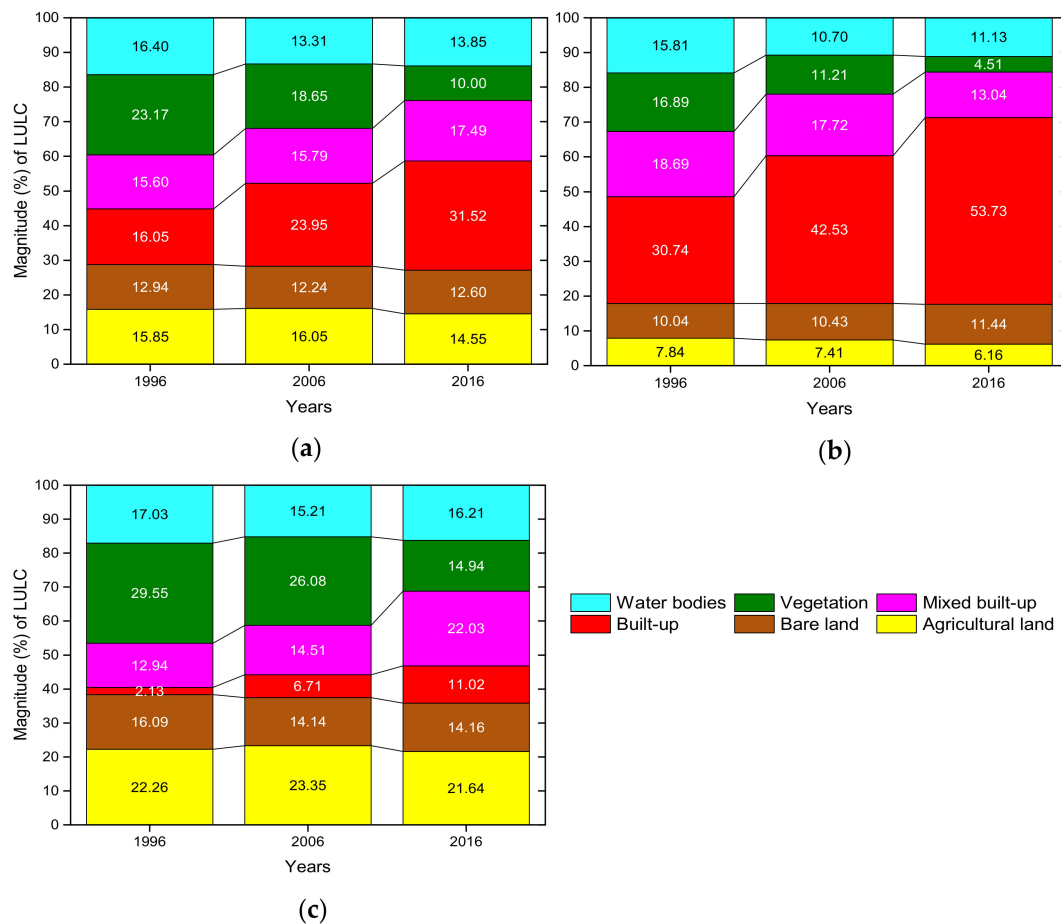 100
90
80
70
60
50
40
30
20
10
0
Magnitude (%) of LULC
16.40 13.31 13.85
23.17 18.65 10.00
15.60 15.79 17.49
16.05 23.95 31.52
12.94 12.24 12.60
15.85 16.05 14.55
1996 2006 2016
Years
(a)
100
90
80
70
60
50
40
30
20
10
0
15.81 10.70 11.13
16.89 11.21 4.51
18.69 17.72 13.04
30.74 42.53 53.73
10.04 10.43 11.44
7.84 7.41 6.16
1996 2006 2016
Years
(b)
100
90
80
70
60
50
40
30
20
10
0
Magnitude (%) of LULC
17.03 15.21 16.21
29.55 26.08 14.94
12.94 14.51 22.03
2.13 6.71 11.02
16.09 14.14 14.16
22.26 23.35 21.64
1996 2006 2016
Years
(c)
Water bodies Vegetation Mixed built-up
Built-up Bare land Agricultural land